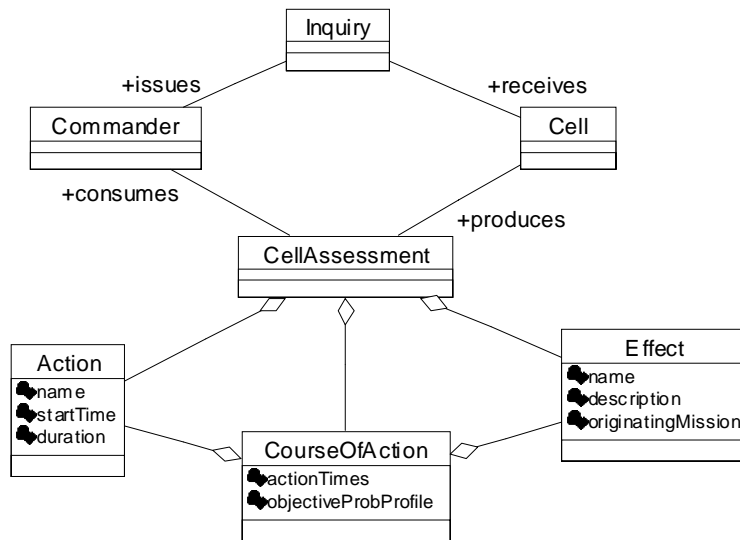 Inquiry
+issues
+receives
Commander
Cell
+consumes
+produces
CellAssessment
Action
name
startTime
duration
Effect
name
description
originatingMission
CourseOfAction
actionTimes
objectiveProbProfile